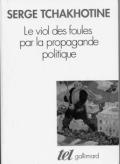 SERGE TCHAKHOTINE
Le viol des foules
par la propagande
politique
tel gallimard